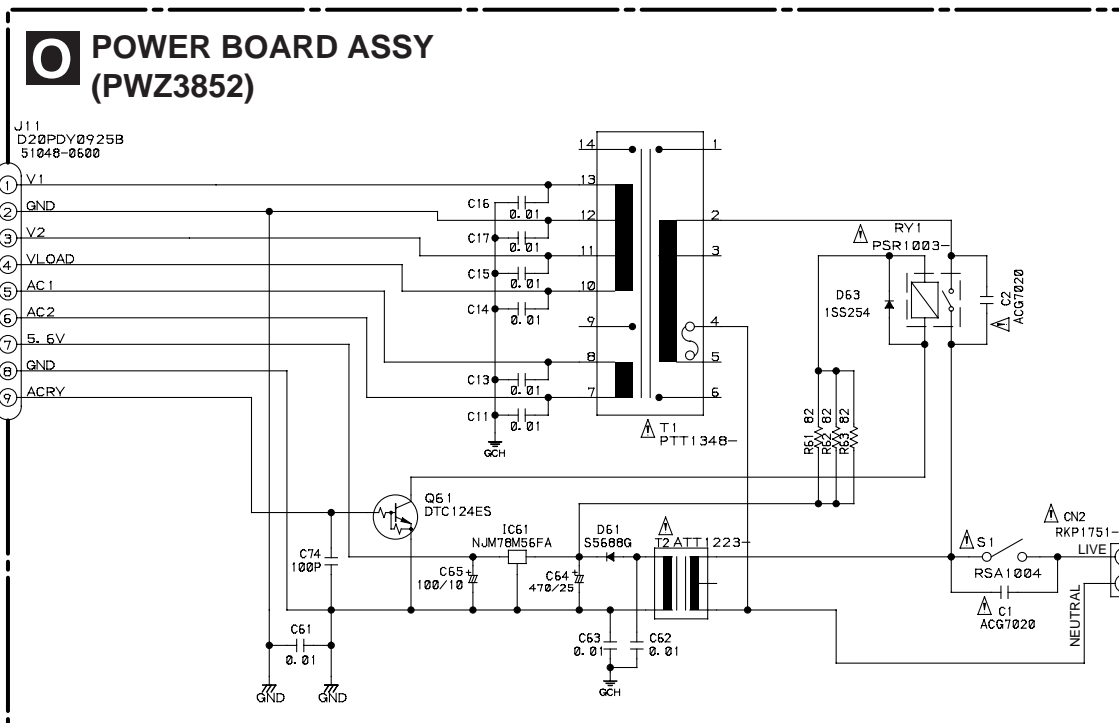 O POWER BOARD ASSY
(PWZ3852)
J11
D20PDY0925B
51048-0600
1 V1
2 GND
3 V2
4 VLOAD
5 AC1
6 AC2
7 5.6V
8 GND
9 ACRY
14
13
12
11
10
9
8
7
1
2
3
4
5
6
C16
0.01
C17
0.01
C15
0.01
C14
0.01
C13
0.01
C11
0.01
GCH
T1
PTT1348-
RY1
PSR1003-
D63
1SS254
C2
ACG7020
R61 82
R62 82
R63 82
Q61
DTC124ES
IC61
NJM78M56FA
D61
S5688G
T2 ATT1223-
C74
100P
C65 +
100/10
C64 +
470/25
C61
0.01
C63
0.01
C62
0.01
GND
GND
GCH
S1
RSA1004
C1
ACG7020
CN2
RKP1751-
LIVE
NEUTRAL